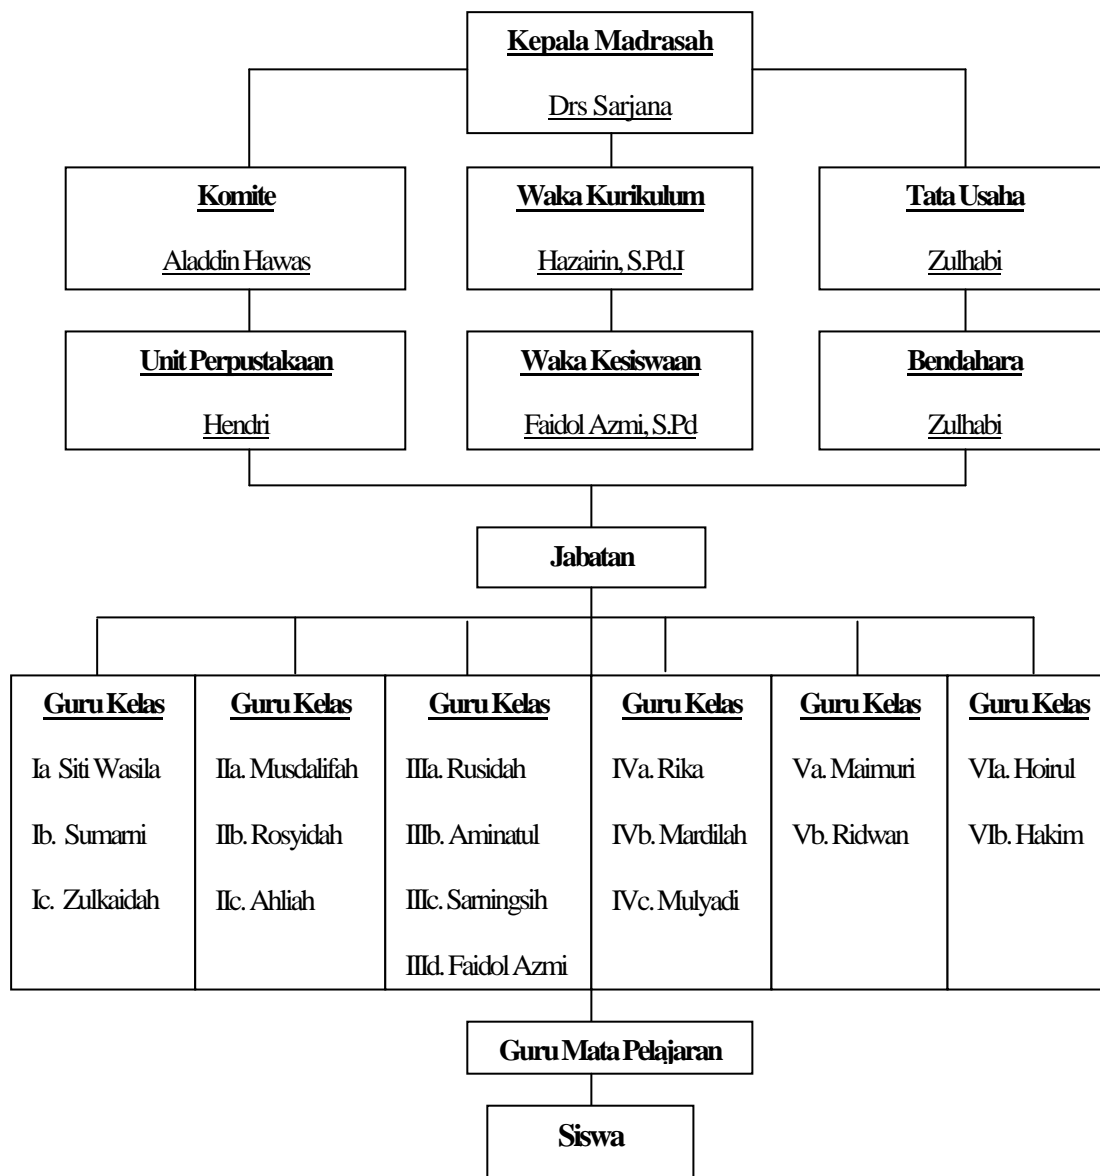 Kepala Madrasah
Drs Sarjana
Komite
Aladdin Hawas
Waka Kurikulum
Hazairin, S.Pd.I
Tata Usaha
Zulhabi
Unit Perpustakaan
Hendri
Waka Kesiswaan
Faidol Azmi, S.Pd
Bendahara
Zulhabi
Jabatan
Guru Kelas
Ia Siti Wasila
Ib. Sumarni
Ic. Zulkaidah
Guru Kelas
IIa. Musdalifah
IIb. Rosyidah
IIc. Ahliah
Guru Kelas
IIIa. Rusidah
IIIb. Aminatul
IIIc. Sarningsih
IIId. Faidol Azmi
Guru Kelas
IVa. Rika
IVb. Mardilah
IVc. Mulyadi
Guru Kelas
Va. Maimuri
Vb. Ridwan
Guru Kelas
VIa. Hoirul
VIb. Hakim
Guru Mata Pelajaran
Siswa